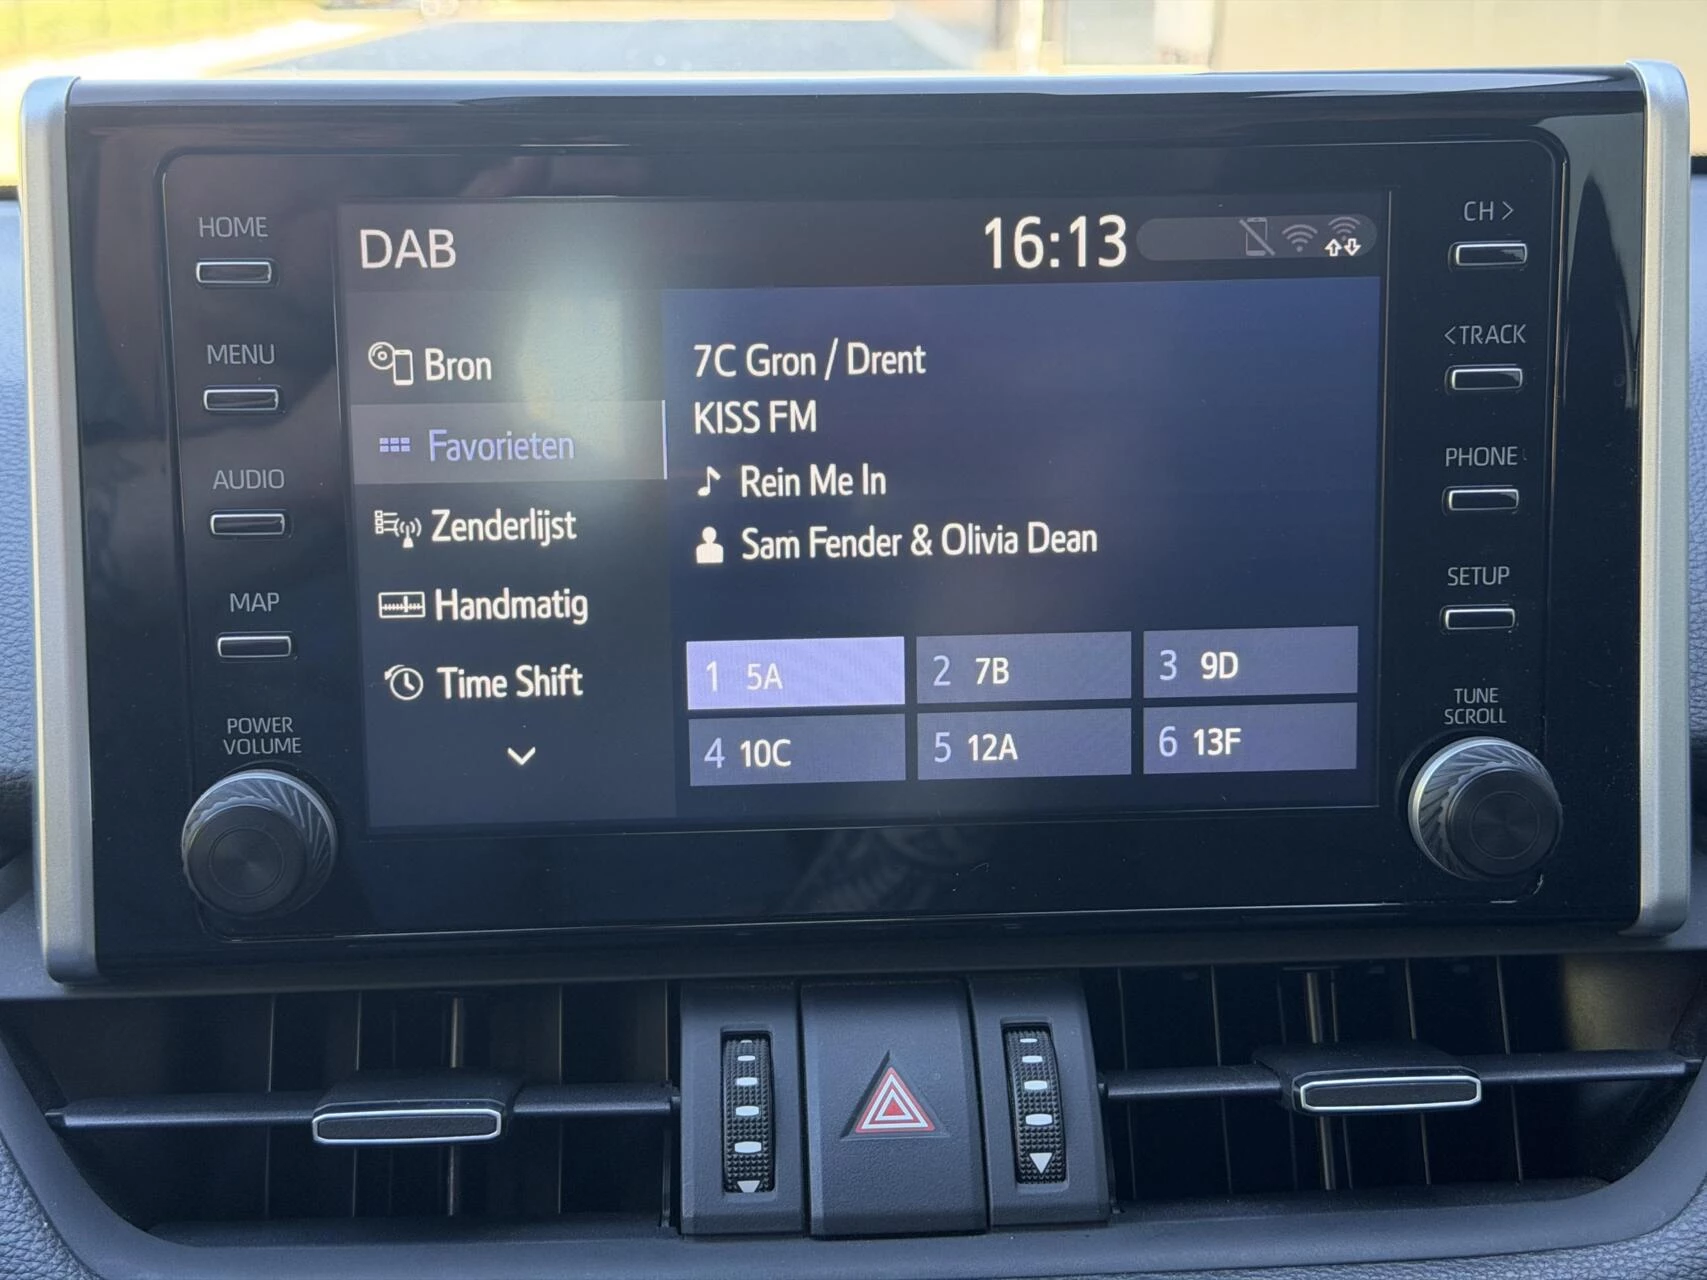 HOME
MENU
AUDIO
MAP
POWER
VOLUME
DAB
16:13
Bron
Favorieten
Zenderlijst
Handmatig
Time Shift
7C Gron / Drent
KISS FM
Rein Me In
Sam Fender & Olivia Dean
1 5A
2 7B
3 9D
4 10C
5 12A
6 13F
CH >
< TRACK
PHONE
SETUP
TUNE
SCROLL